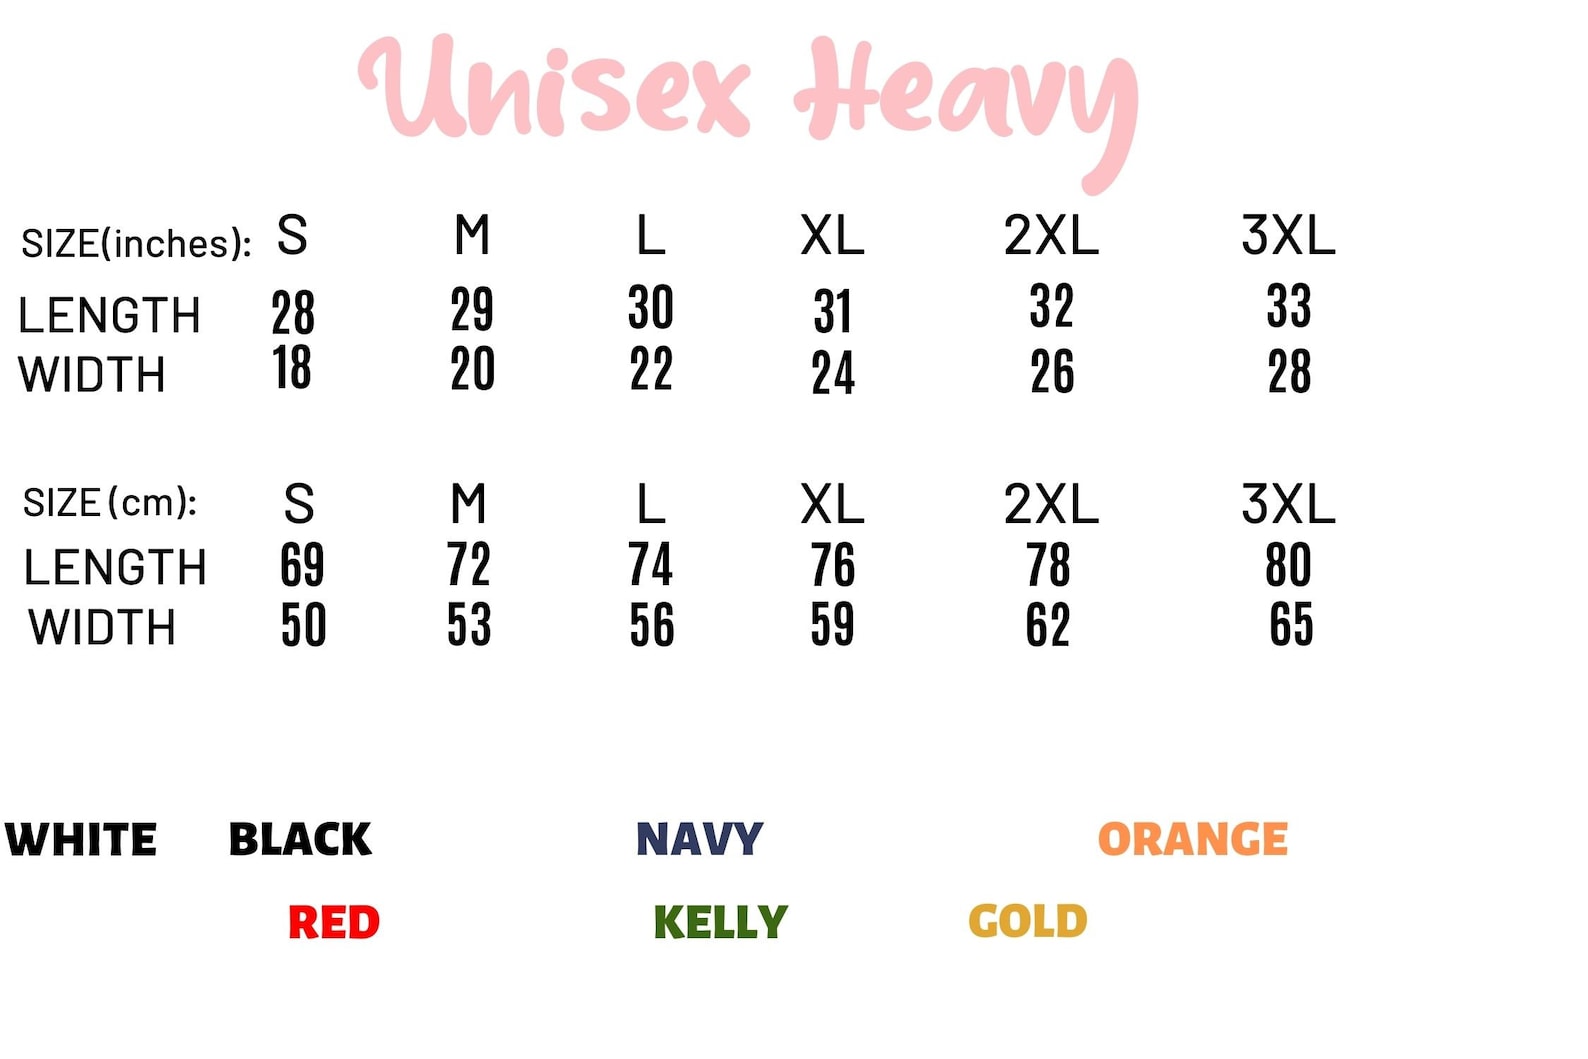 Unisex Heavy
SIZE(inches): S M L XL 2XL 3XL
LENGTH 28 29 30 31 32 33
WIDTH 18 20 22 24 26 28
SIZE (cm): S M L XL 2XL 3XL
LENGTH 69 72 74 76 78 80
WIDTH 50 53 56 59 62 65
WHITE BLACK NAVY ORANGE
RED KELLY GOLD